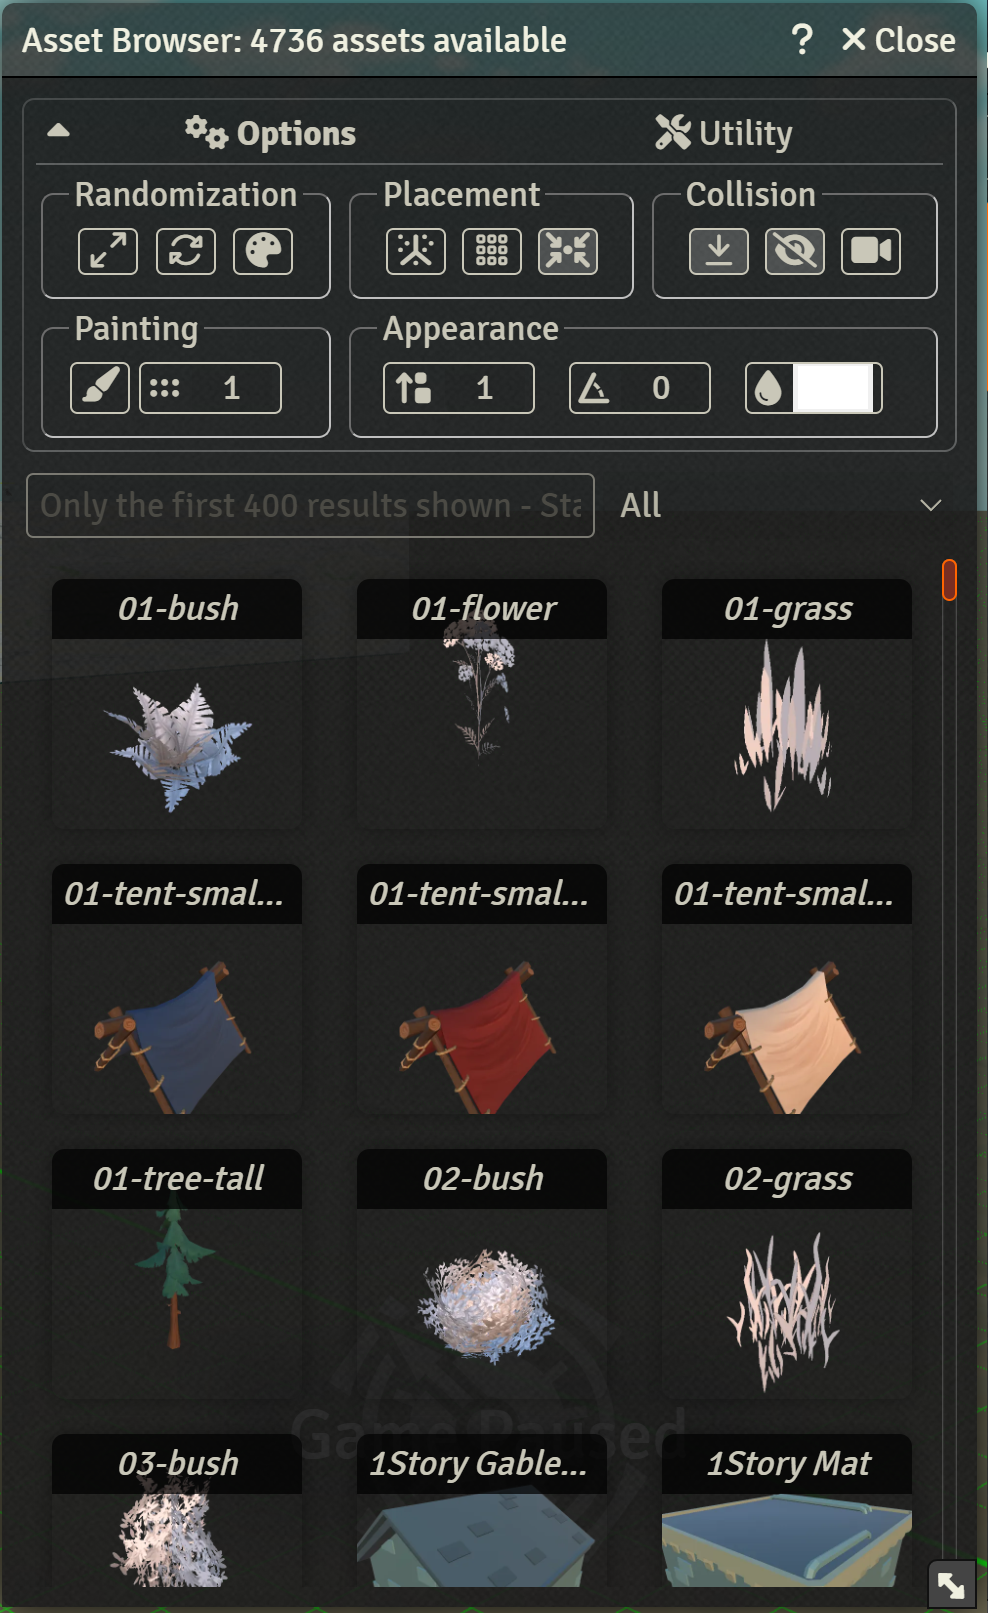 Asset Browser: 4736 assets available
? Close
Options Utility
Randomization Placement Collision
Painting Appearance
1 1 0
Only the first 400 results shown - Sta All
01-bush 01-flower 01-grass
01-tent-smal... 01-tent-smal... 01-tent-smal...
01-tree-tall 02-bush 02-grass
Game Paused
03-bush 1Story Gable... 1Story Mat